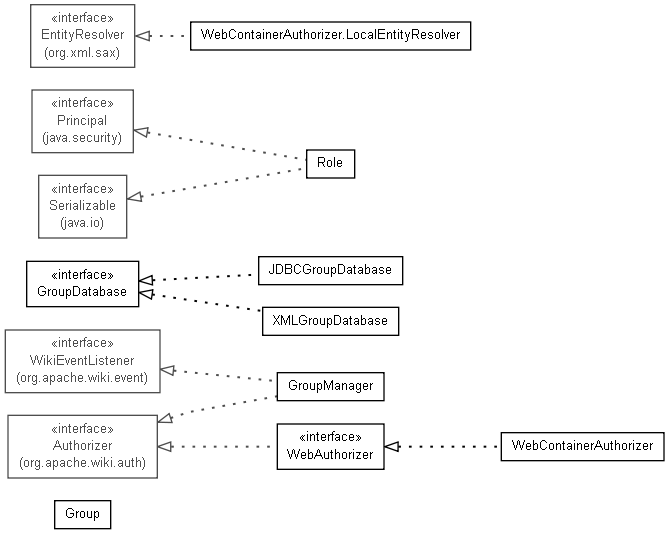 «interface»
EntityResolver
(org.xml.sax)
WebContainerAuthorizer.LocalEntityResolver
«interface»
Principal
(java.security)
Role
«interface»
Serializable
(java.io)
«interface»
GroupDatabase
JDBCGroupDatabase
XMLGroupDatabase
«interface»
WikiEventListener
(org.apache.wiki.event)
GroupManager
«interface»
Authorizer
(org.apache.wiki.auth)
«interface»
WebAuthorizer
WebContainerAuthorizer
Group